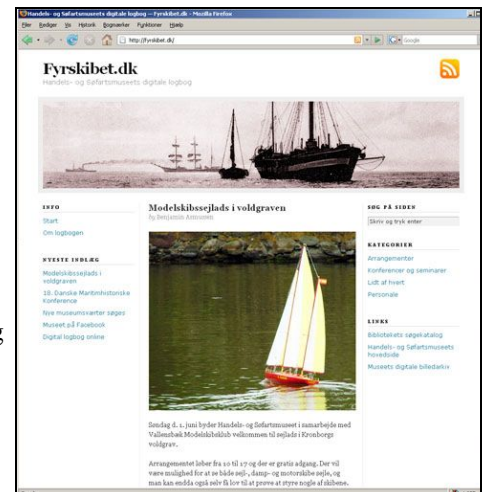 Handels- og Søfartsmuseets digitale logbog — Fyrskibet.dk - Mozilla Firefox
Filer Rediger Vis Historik Bogmærker Funktioner Hjælp
http://fyrskibet.dk/
Google
Fyrskibet.dk
Handels- og Søfartsmuseets digitale logbog
INFO
Start
Om logbogen
NYESTE INDLÆG
Modelskibssejlads i
voldgraven
18. Danske Maritimhistoriske
Konference
Nye museumsværter søges
Museet på Facebook
Digital logbog online
g
Modelskibssejlads i voldgraven
by Benjamin Asmussen
Søndag d. 1. juni byder Handels- og Søfartsmuseet i samarbejde med
Vallensbæk Modelskibsklub velkommen til sejlads i Kronborgs
voldgrav.
Arrangementet løber fra 10 til 17 og der er gratis adgang. Der vil
være mulighed for at se både sejl-, damp- og motorskibe sejle, og
man kan endda også selv få lov til at prøve at styre nogle af skibene.
SØG PÅ SIDEN
Skriv og tryk enter
KATEGORIER
Arrangementer
Konferencer og seminarer
Lidt af hvert
Personale
LINKS
Bibliotekets søgekatalog
Handels- og Søfartsmuseets
hovedside
Museets digitale billedarkiv